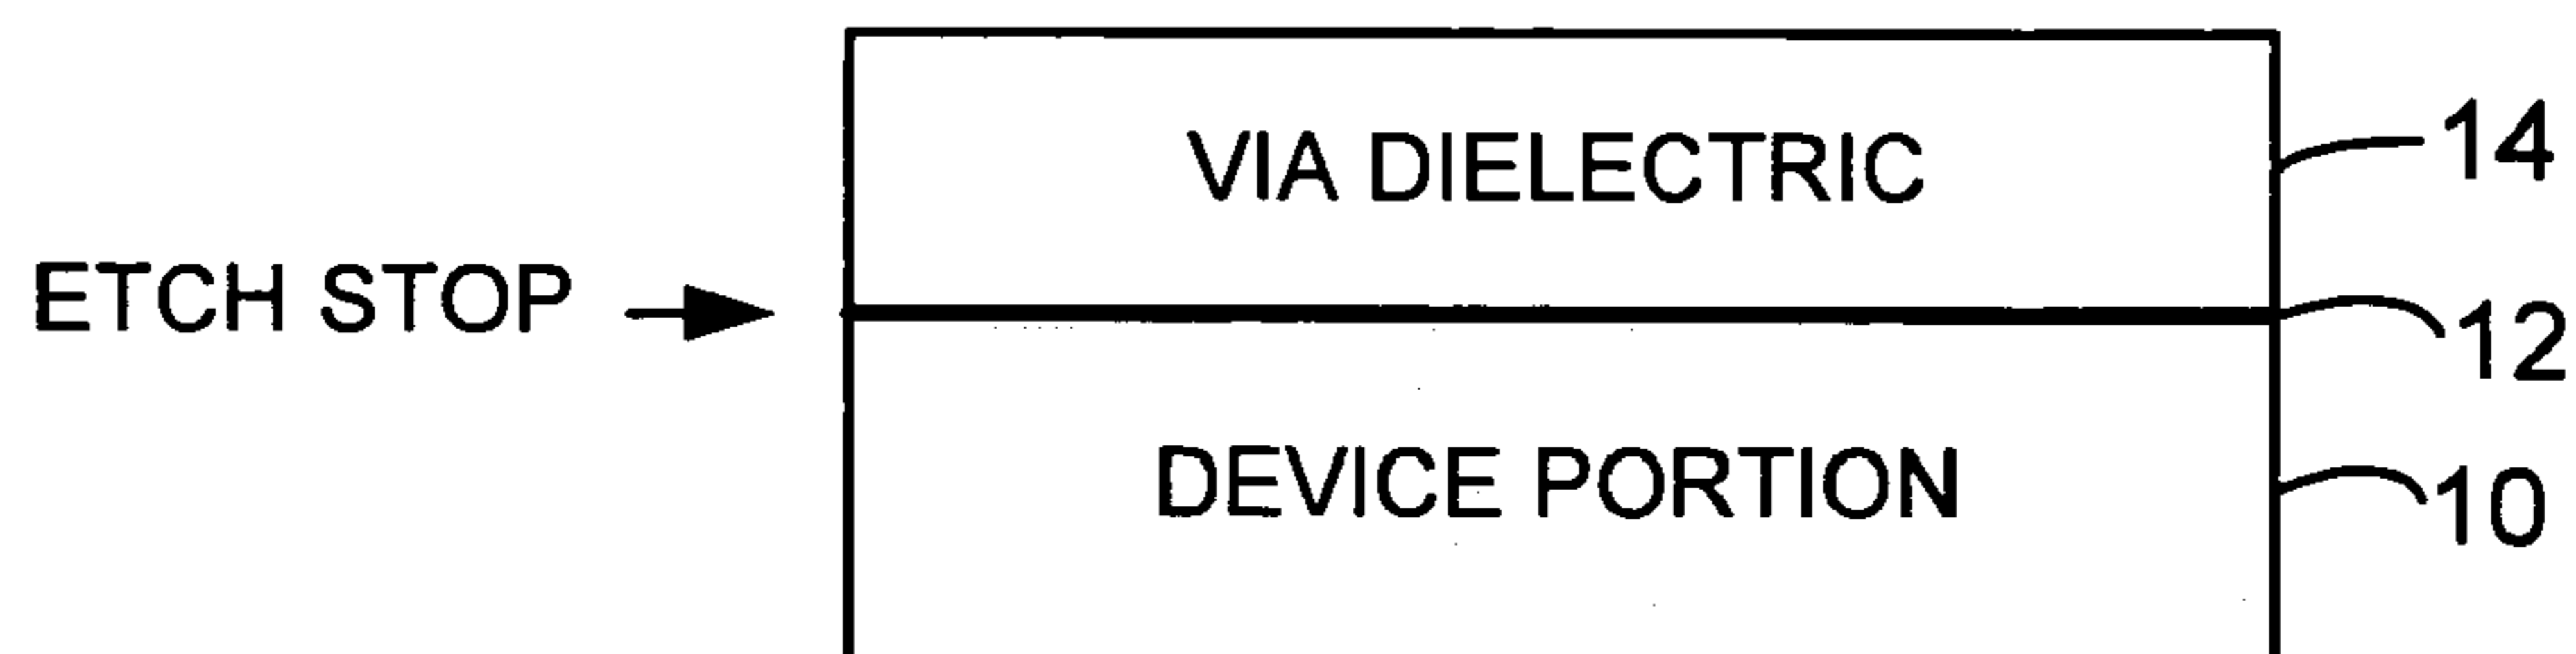 VIA DIELECTRIC
14
ETCH STOP
12
DEVICE PORTION
10